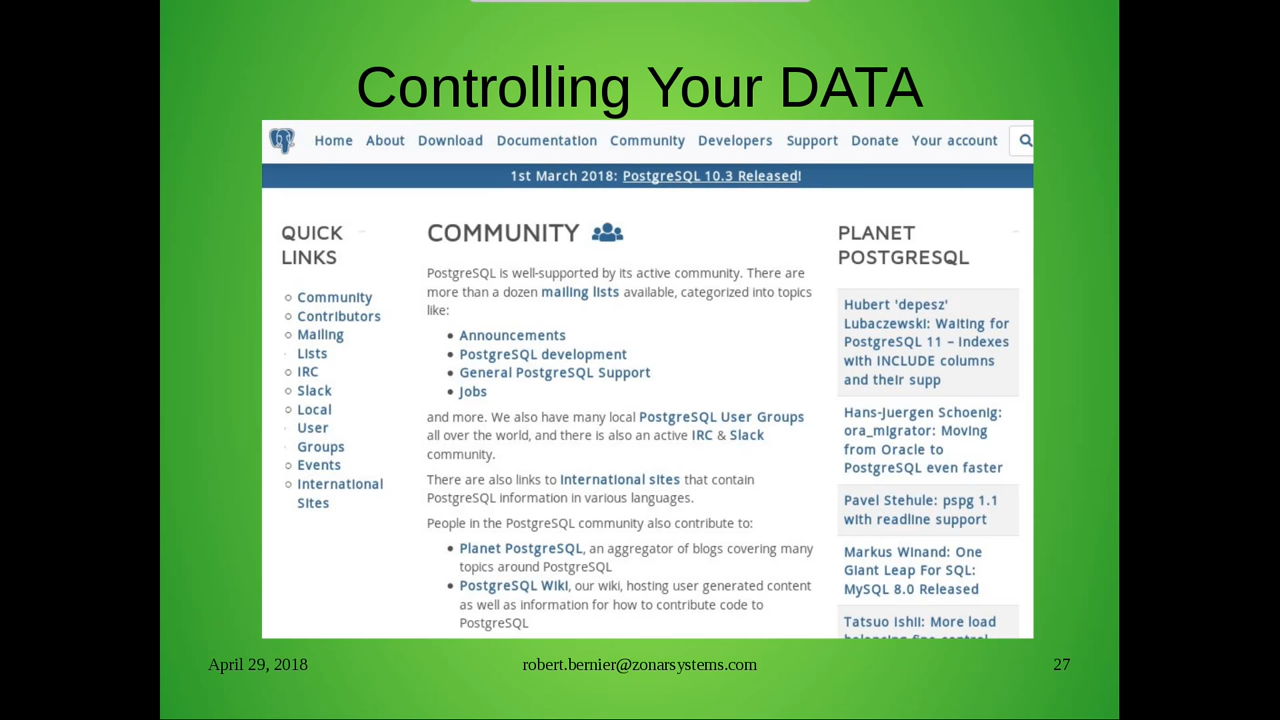 Controlling Your DATA
Home About Download Documentation Community Developers Support Donate Your account
1st March 2018: PostgreSQL 10.3 Released!
QUICK
LINKS
Community
Contributors
Mailing
Lists
IRC
Slack
Local
User
Groups
Events
International
Sites
COMMUNITY
PostgreSQL is well-supported by its active community. There are
more than a dozen mailing lists available, categorized into topics
like:
Announcements
PostgreSQL development
General PostgreSQL Support
Jobs
and more. We also have many local PostgreSQL User Groups
all over the world, and there is also an active IRC & Slack
community.
There are also links to international sites that contain
PostgreSQL information in various languages.
People in the PostgreSQL community also contribute to:
Planet PostgreSQL, an aggregator of blogs covering many
topics around PostgreSQL
PostgreSQL Wiki, our wiki, hosting user generated content
as well as information for how to contribute code to
PostgreSQL
PLANET
POSTGRESQL
Hubert 'depesz'
Lubaczewski: Waiting for
PostgreSQL 11 – Indexes
with INCLUDE columns
and their supp
Hans-Juergen Schoenig:
ora_migrator: Moving
from Oracle to
PostgreSQL even faster
Pavel Stehule: pspg 1.1
with readline support
Markus Winand: One
Giant Leap For SQL:
MySQL 8.0 Released
Tatsuo Ishii: More load
April 29, 2018
robert.bernier@zonarsystems.com
27